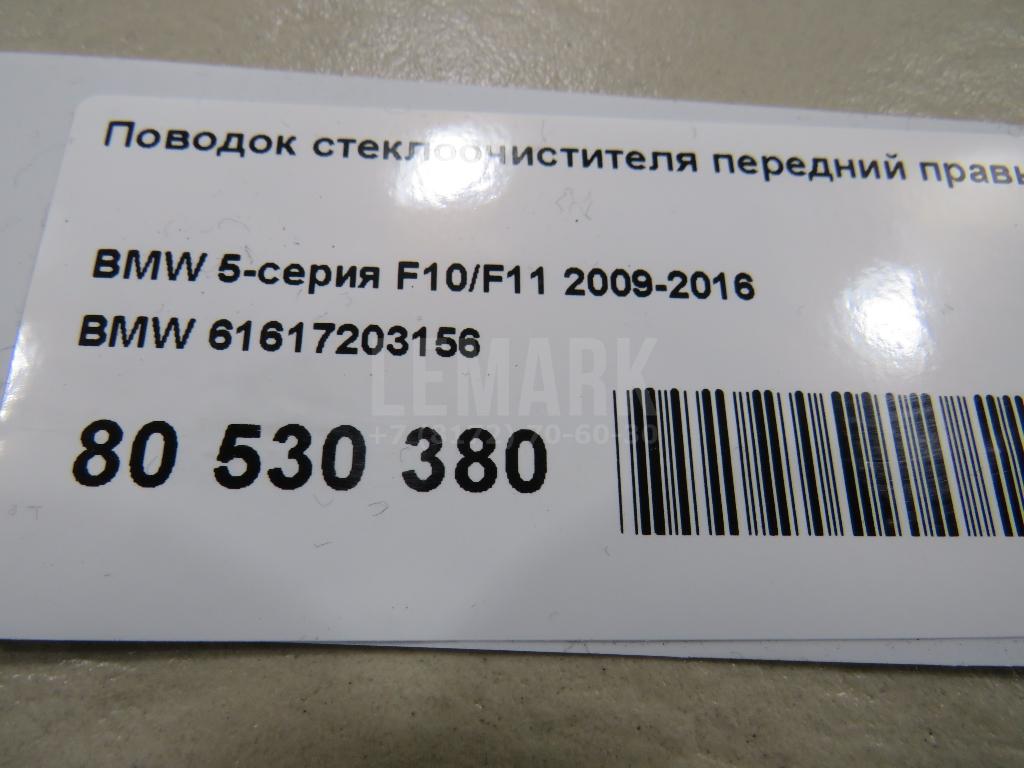 Поводок стеклоочистителя передний правы
BMW 5-серия F10/F11 2009-2016
BMW 61617203156
LEMARK
80 530 380